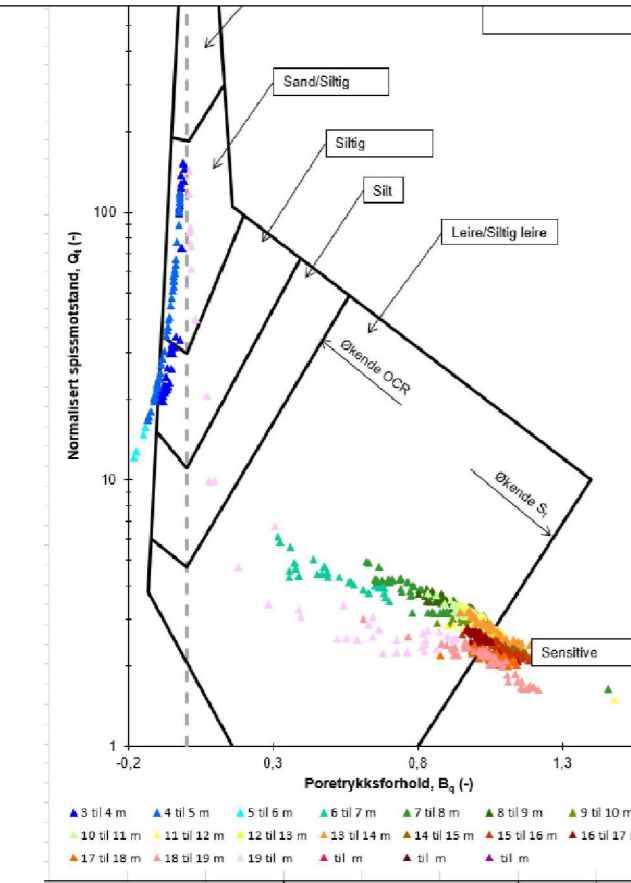 Sand/Siltig
Siltig
Silt
Leire/Siltig leire
Økende OCR
Økende St
Sensitive
Normalisert spissmotstand, Qt (-)
100
10
1
-0,2
0,3
0,8
1,3
Poretrykksforhold, Bq (-)
3 til 4 m
4 til 5 m
5 til 6 m
6 til 7 m
7 til 8 m
8 til 9 m
9 til 10 m
10 til 11 m
11 til 12 m
12 til 13 m
13 til 14 m
14 til 15 m
15 til 16 m
16 til 17 m
17 til 18 m
18 til 19 m
19 til m
til m
til m
til m